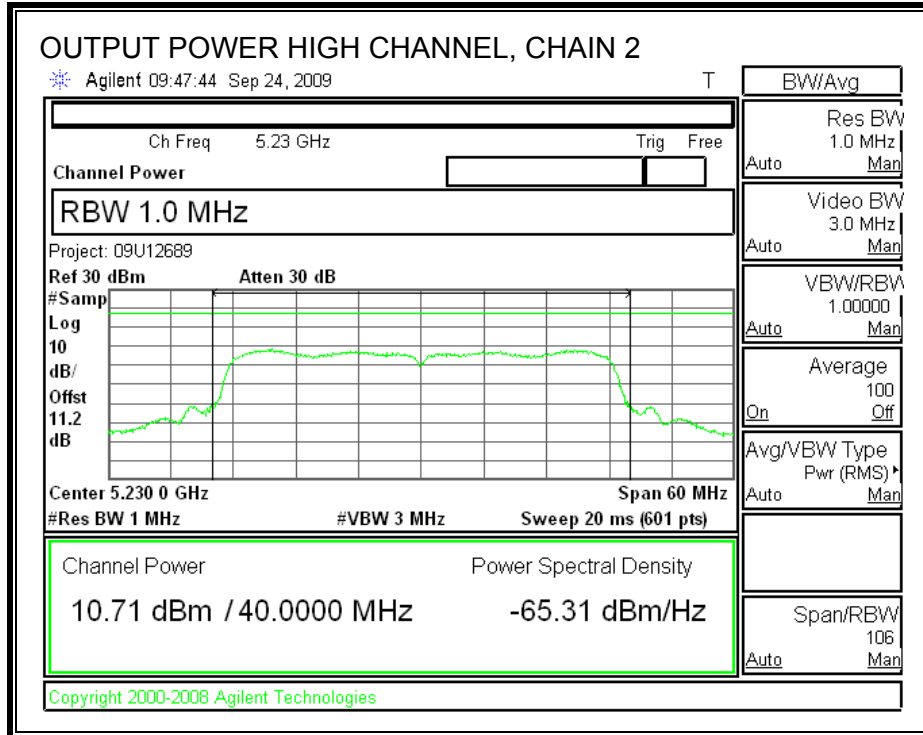 OUTPUT POWER HIGH CHANNEL, CHAIN 2
Agilent 09:47:44 Sep 24, 2009 T
Ch Freq 5.23 GHz Trig Free
Channel Power
RBW 1.0 MHz
Project: 09U12689
Ref 30 dBm Atten 30 dB
#Samp
Log
10
dB/
Offst
11.2
dB
Center 5.230 0 GHz Span 60 MHz
#Res BW 1 MHz #VBW 3 MHz Sweep 20 ms (601 pts)
Channel Power Power Spectral Density
10.71 dBm / 40.0000 MHz -65.31 dBm/Hz
Copyright 2000-2008 Agilent Technologies
BW/Avg
Res BW
1.0 MHz
Auto Man
Video BW
3.0 MHz
Auto Man
VBW/RBW
1.00000
Auto Man
Average
100
On Off
Avg/VBW Type
Pwr (RMS)
Auto Man
Span/RBW
106
Auto Man